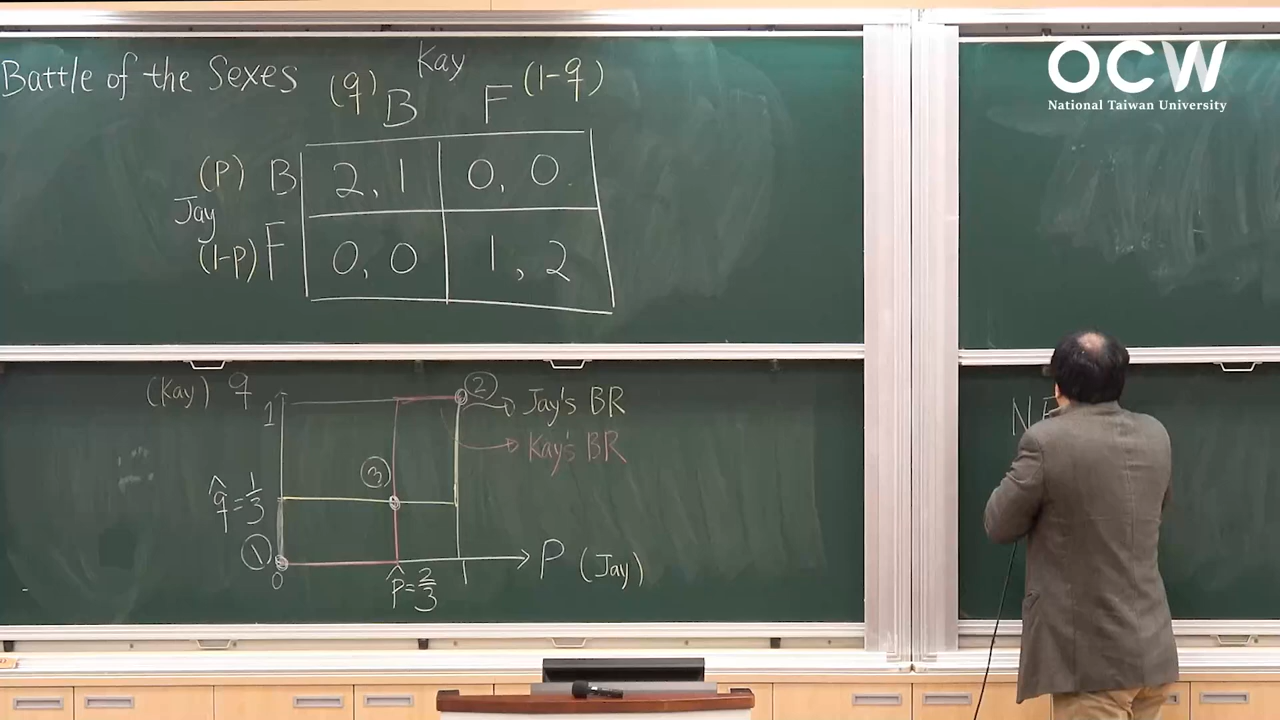 Battle of the Sexes
Kay
(q) B F (1-q)
(P) B 2, 1 0, 0
Jay
(1-P) F 0, 0 1, 2
(Kay) q
1
② Jay's BR
Kay's BR
③
q̂=1/3
①
0 p̂=2/3 1
P (Jay)
OCW
National Taiwan University